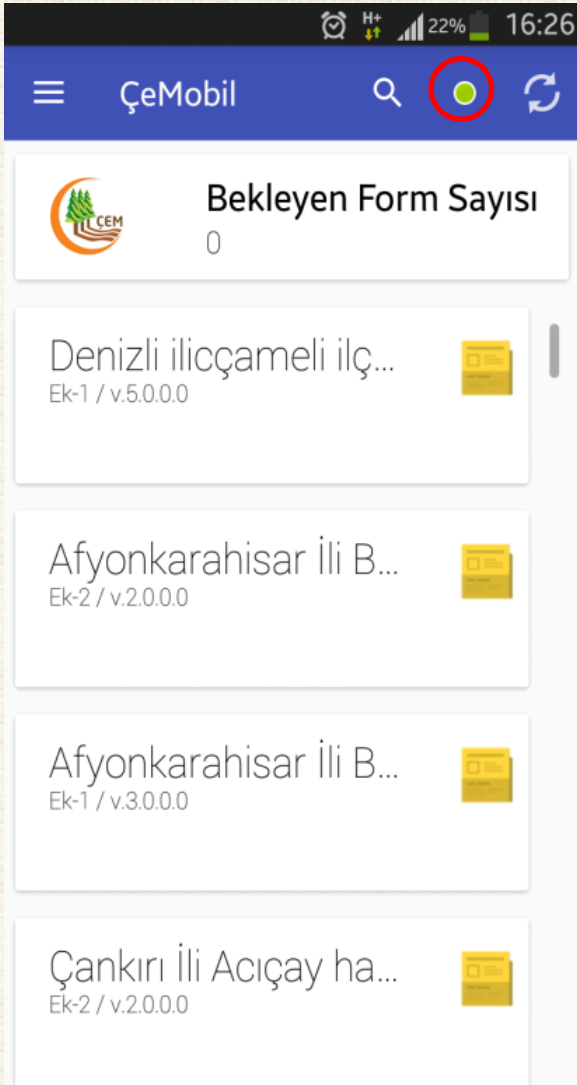 H+ 22% 16:26
ÇeMobil
ÇEM
Bekleyen Form Sayısı
0
Denizli ilicçameli ilç...
Ek-1 / v.5.0.0.0
Afyonkarahisar İli B...
Ek-2 / v.2.0.0.0
Afyonkarahisar İli B...
Ek-1 / v.3.0.0.0
Çankırı İli Acıçay ha...
Ek-2 / v.2.0.0.0